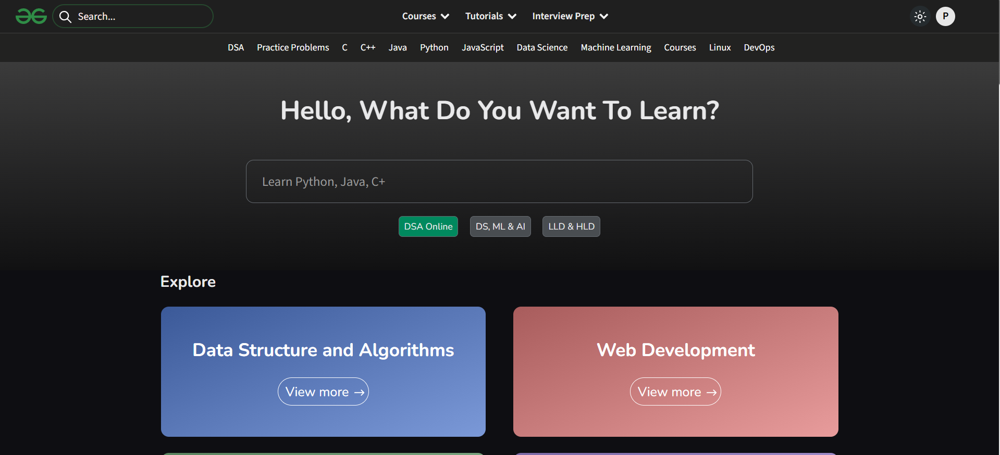 Search...
Courses Tutorials Interview Prep
P
DSA Practice Problems C C++ Java Python JavaScript Data Science Machine Learning Courses Linux DevOps
Hello, What Do You Want To Learn?
Learn Python, Java, C+
DSA Online DS, ML & AI LLD & HLD
Explore
Data Structure and Algorithms
View more →
Web Development
View more →